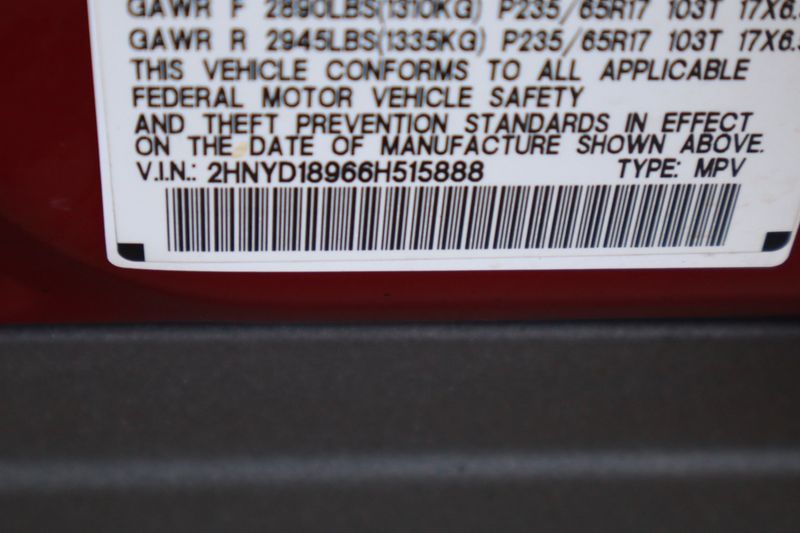 GAWR F 2890LBS(1310KG) P235/65R17 103T 17X6.5
GAWR R 2945LBS(1335KG) P235/65R17 103T 17X6.5
THIS VEHICLE CONFORMS TO ALL APPLICABLE
FEDERAL MOTOR VEHICLE SAFETY
AND THEFT PREVENTION STANDARDS IN EFFECT
ON THE DATE OF MANUFACTURE SHOWN ABOVE.
V.I.N.: 2HNYD18966H515888 TYPE: MPV